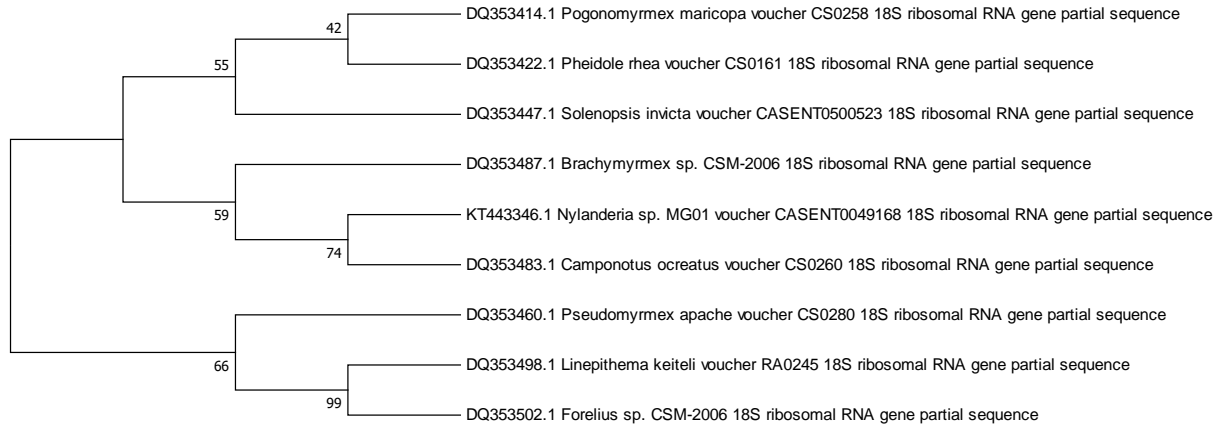 42
DQ353414.1 Pogonomyrmex maricopa voucher CS0258 18S ribosomal RNA gene partial sequence
55
DQ353422.1 Pheidole rhea voucher CS0161 18S ribosomal RNA gene partial sequence
DQ353447.1 Solenopsis invicta voucher CASENT0500523 18S ribosomal RNA gene partial sequence
DQ353487.1 Brachymyrmex sp. CSM-2006 18S ribosomal RNA gene partial sequence
59
KT443346.1 Nylanderia sp. MG01 voucher CASENT0049168 18S ribosomal RNA gene partial sequence
74
DQ353483.1 Camponotus ocreatus voucher CS0260 18S ribosomal RNA gene partial sequence
DQ353460.1 Pseudomyrmex apache voucher CS0280 18S ribosomal RNA gene partial sequence
66
DQ353498.1 Linepithema keiteli voucher RA0245 18S ribosomal RNA gene partial sequence
99
DQ353502.1 Forelius sp. CSM-2006 18S ribosomal RNA gene partial sequence